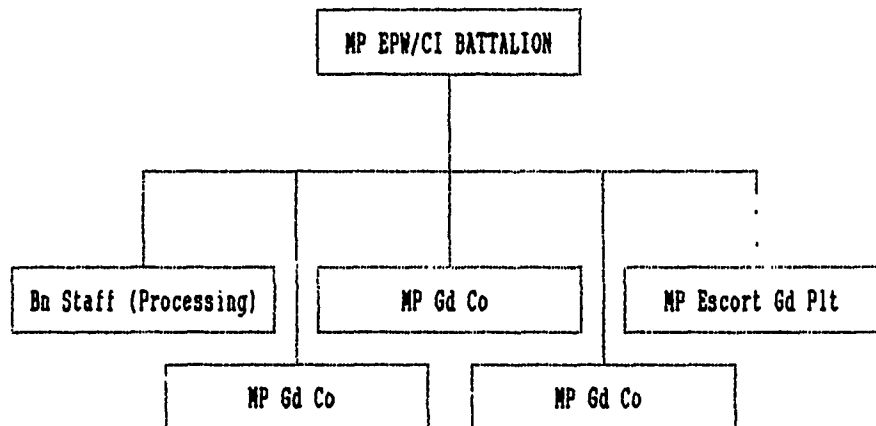 MP EPW/CI BATTALION
Bn Staff (Processing)
MP Gd Co
MP Escort Gd Plt
MP Gd Co
MP Gd Co